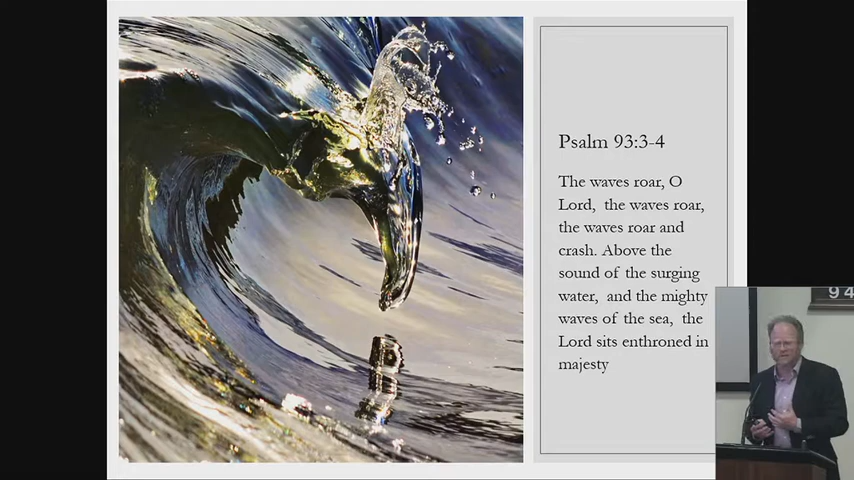 Psalm 93:3-4
The waves roar, O
Lord, the waves roar,
the waves roar and
crash. Above the
sound of the surging
water, and the mighty
waves of the sea, the
Lord sits enthroned in
majesty
94